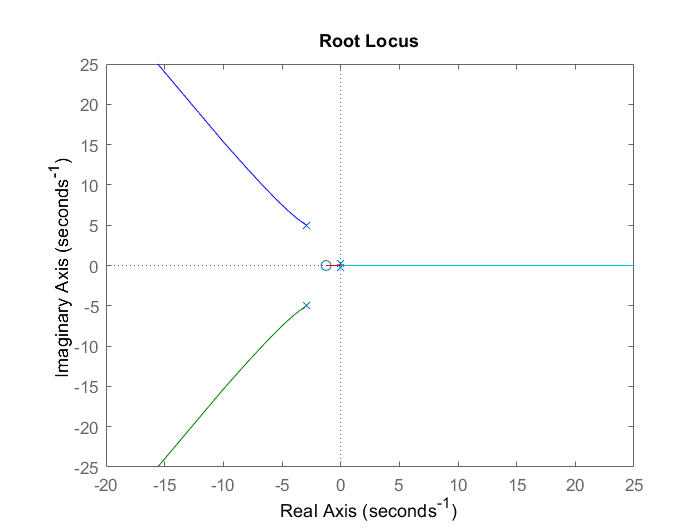 Root Locus
Imaginary Axis (seconds⁻¹)
25
20
15
10
5
0
-5
-10
-15
-20
-25
-20 -15 -10 -5 0 5 10 15 20 25
Real Axis (seconds⁻¹)